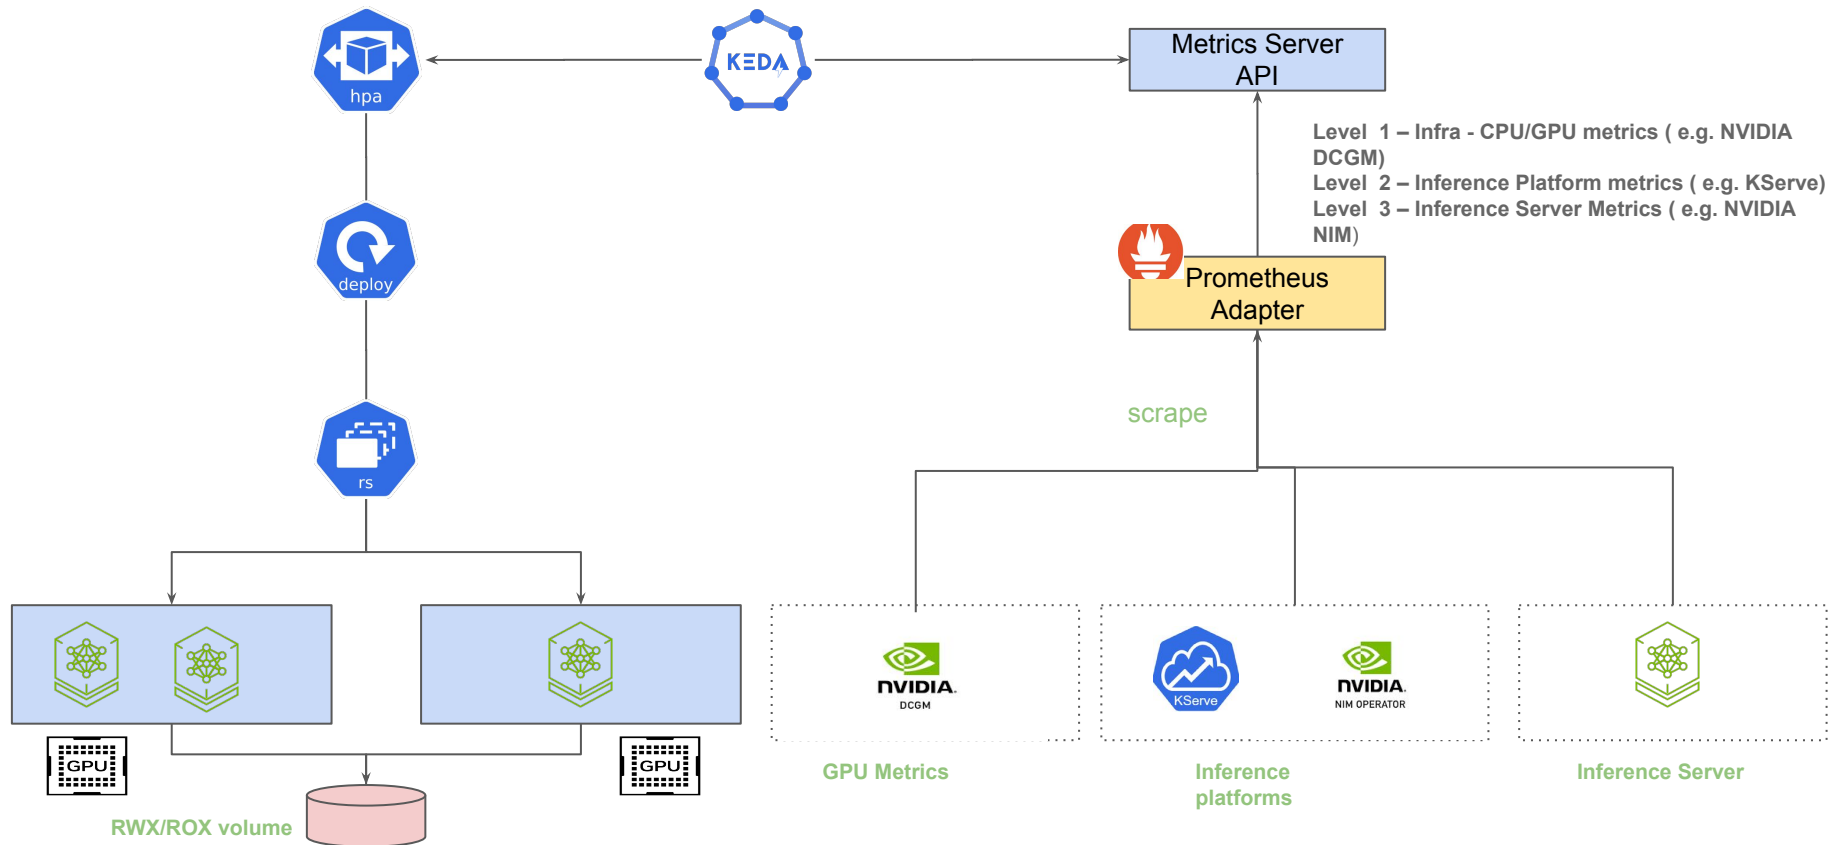 hpa
KEDA
Metrics Server
API
Level 1 – Infra - CPU/GPU metrics ( e.g. NVIDIA
DCGM)
Level 2 – Inference Platform metrics ( e.g. KServe)
Level 3 – Inference Server Metrics ( e.g. NVIDIA
NIM)
deploy
Prometheus
Adapter
scrape
rs
NVIDIA.
DCGM
KServe
NVIDIA.
NIM OPERATOR
GPU
GPU
GPU Metrics
Inference
platforms
Inference Server
RWX/ROX volume